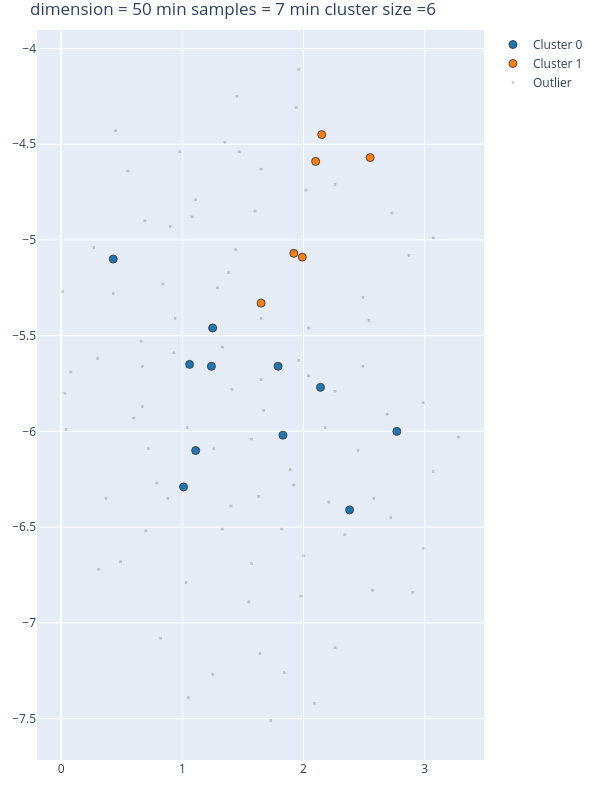 dimension = 50 min samples = 7 min cluster size =6
Cluster 0
Cluster 1
Outlier
−4
−4.5
−5
−5.5
−6
−6.5
−7
−7.5
0 1 2 3